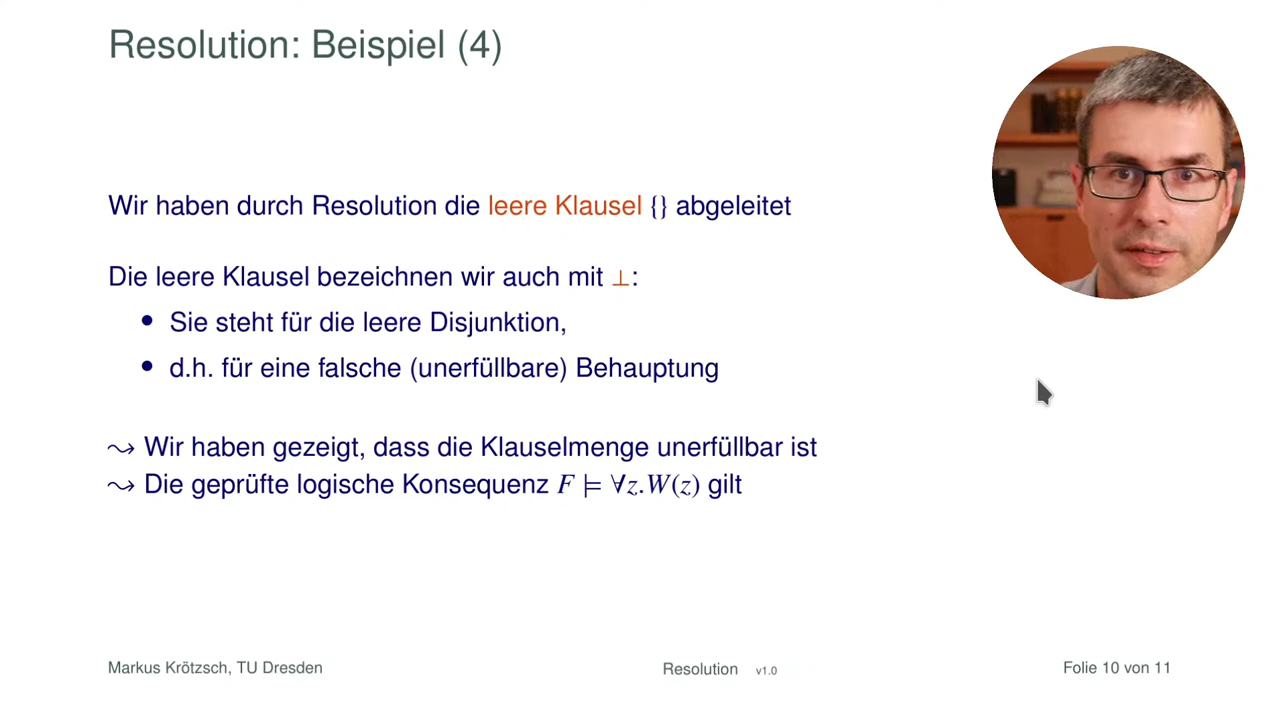 Resolution: Beispiel (4)
Wir haben durch Resolution die leere Klausel {} abgeleitet
Die leere Klausel bezeichnen wir auch mit ⊥:
• Sie steht für die leere Disjunktion,
• d.h. für eine falsche (unerfüllbare) Behauptung
⤳ Wir haben gezeigt, dass die Klauselmenge unerfüllbar ist
⤳ Die geprüfte logische Konsequenz F ⊨ ∀z.W(z) gilt
Markus Krötzsch, TU Dresden
Resolution v1.0
Folie 10 von 11